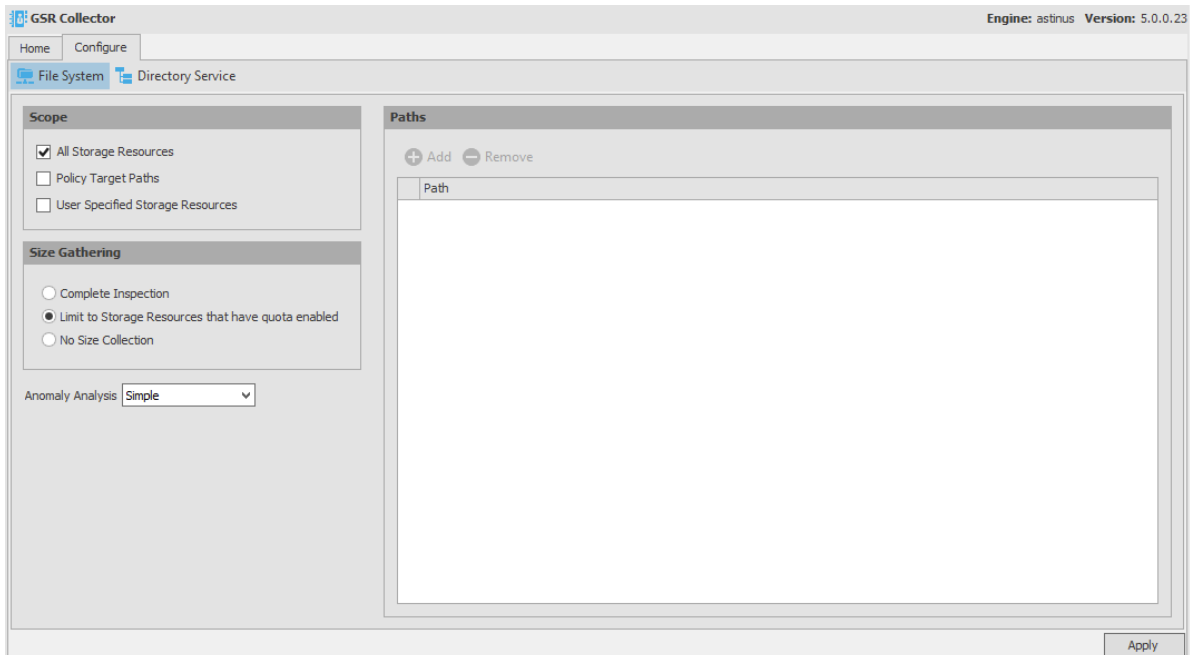 GSR Collector
Engine: astinus Version: 5.0.0.23
Home Configure
File System Directory Service
Scope
All Storage Resources
Policy Target Paths
User Specified Storage Resources
Size Gathering
Complete Inspection
Limit to Storage Resources that have quota enabled
No Size Collection
Anomaly Analysis Simple
Paths
Add Remove
Path
Apply